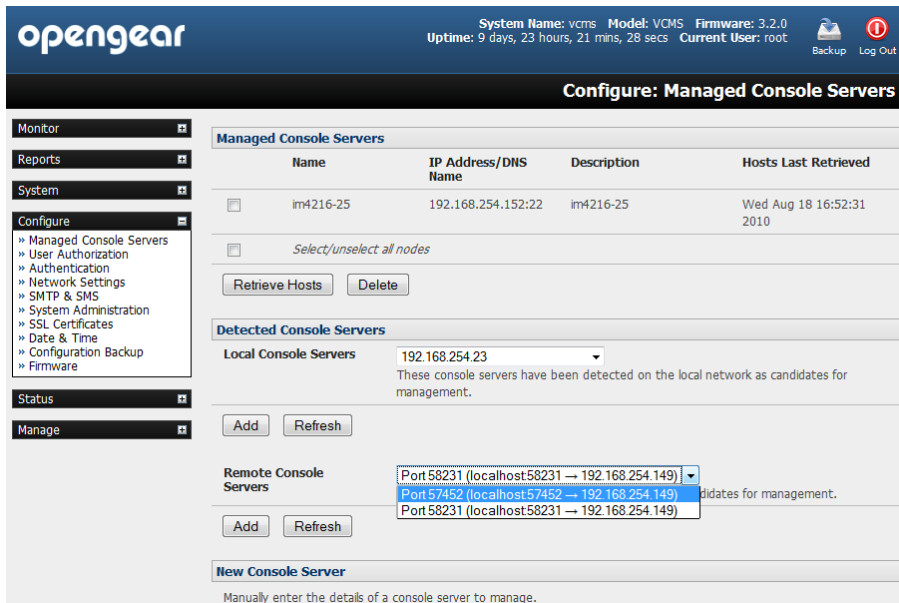 opengear
System Name: vcms Model: VCMS Firmware: 3.2.0
Uptime: 9 days, 23 hours, 21 mins, 28 secs Current User: root
Backup
Log Out
Configure: Managed Console Servers
Monitor
Reports
System
Configure
» Managed Console Servers
» User Authorization
» Authentication
» Network Settings
» SMTP & SMS
» System Administration
» SSL Certificates
» Date & Time
» Configuration Backup
» Firmware
Status
Manage
Managed Console Servers
Name IP Address/DNS Name Description Hosts Last Retrieved
im4216-25 192.168.254.152:22 im4216-25 Wed Aug 18 16:52:31 2010
Select/unselect all nodes
Retrieve Hosts Delete
Detected Console Servers
Local Console Servers 192.168.254.23
These console servers have been detected on the local network as candidates for
management.
Add Refresh
Remote Console Servers
Port 58231 (localhost:58231 → 192.168.254.149)
Port 57452 (localhost:57452 → 192.168.254.149) didates for management.
Port 58231 (localhost:58231 → 192.168.254.149)
Add Refresh
New Console Server
Manually enter the details of a console server to manage.